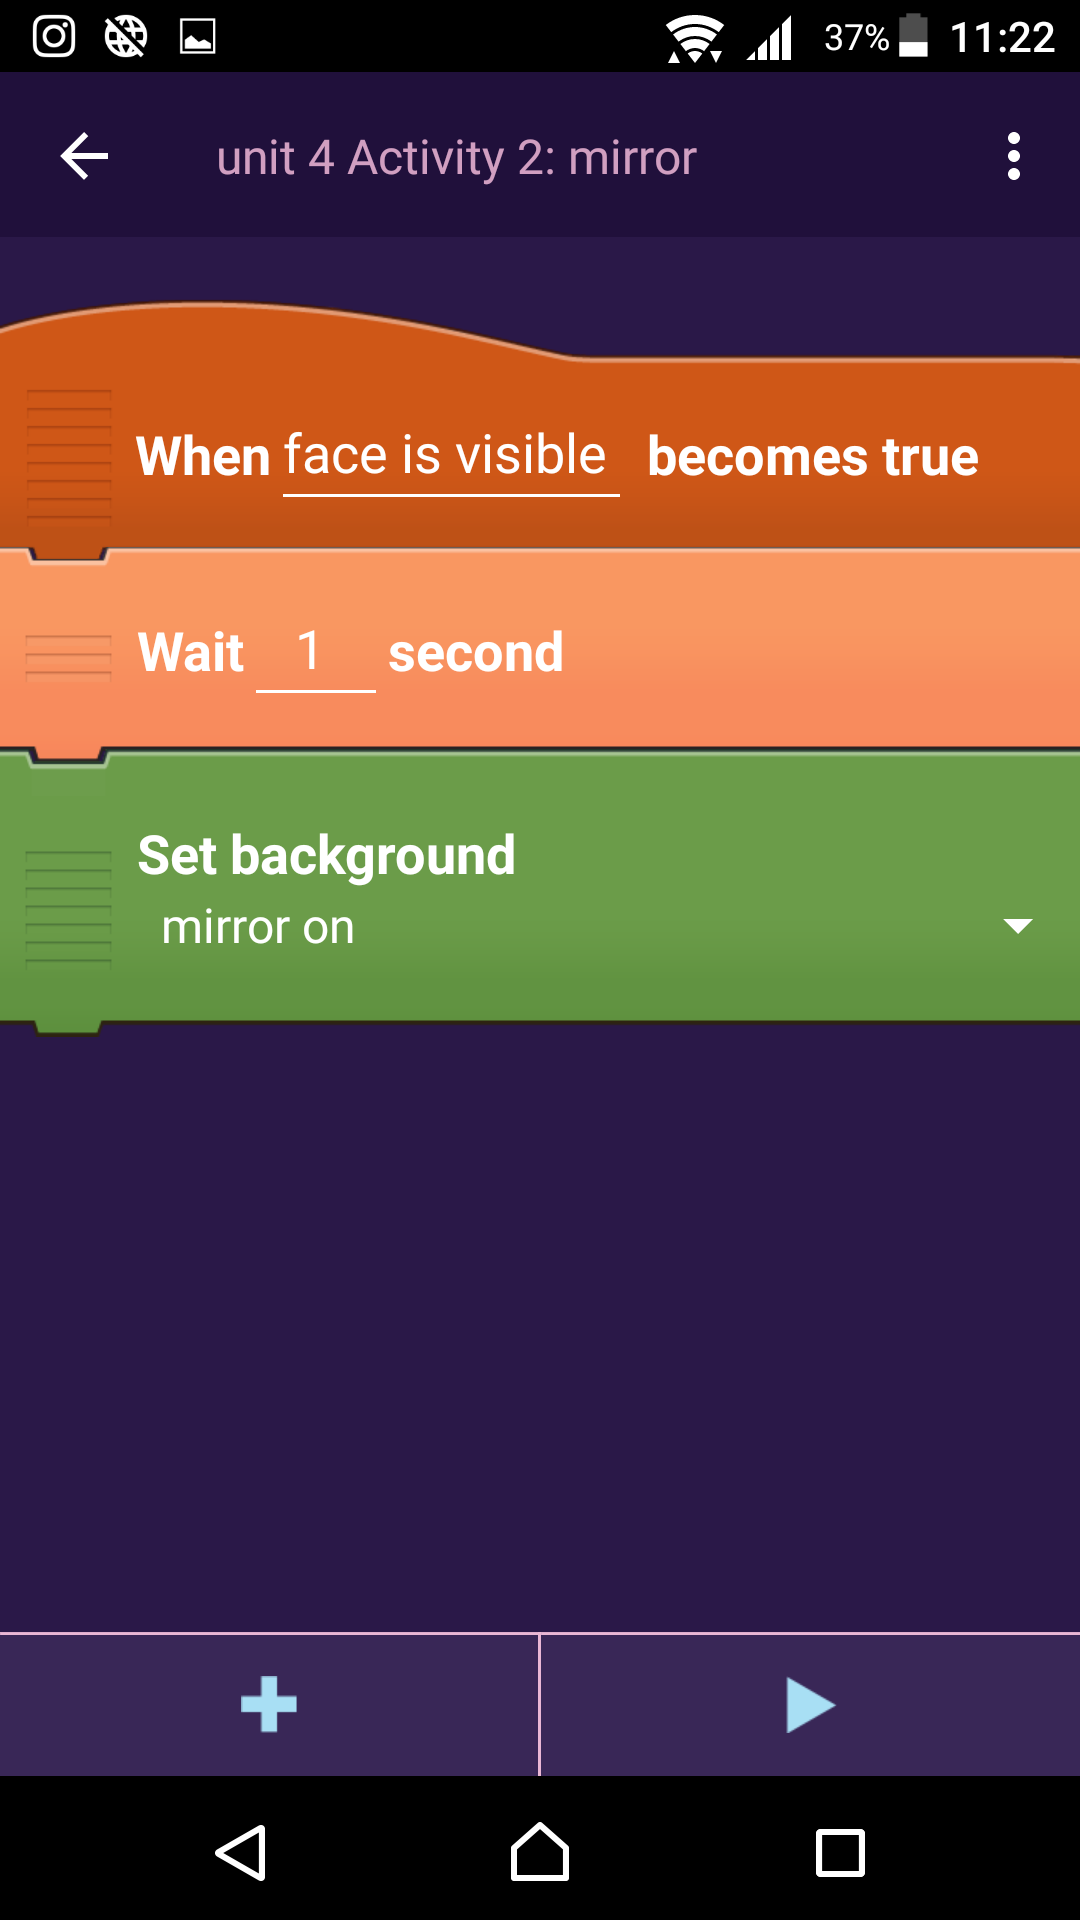 37% 11:22
unit 4 Activity 2: mirror
When face is visible becomes true
Wait 1 second
Set background
mirror on